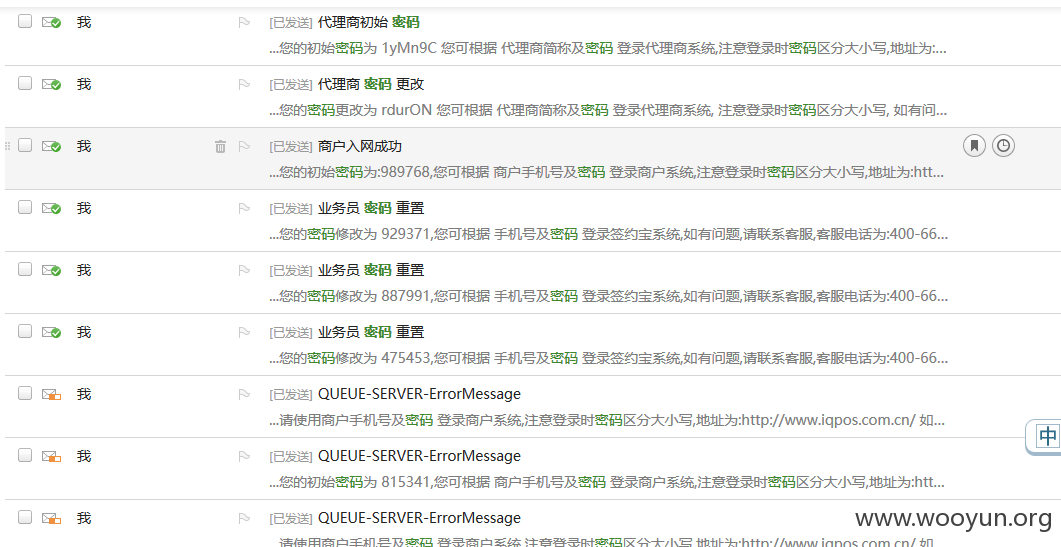 我 [已发送] 代理商初始 密码
...您的初始密码为 1yMn9C 您可根据 代理商简称及密码 登录代理商系统,注意登录时密码区分大小写,地址为:...
我 [已发送] 代理商 密码 更改
...您的密码更改为 rdurON 您可根据 代理商简称及密码 登录代理商系统, 注意登录时密码区分大小写, 如有问...
我 [已发送] 商户入网成功
...您的初始密码为:989768,您可根据 商户手机号及密码 登录商户系统,注意登录时密码区分大小写,地址为:htt...
我 [已发送] 业务员 密码 重置
...您的密码修改为 929371,您可根据 手机号及密码 登录签约宝系统,如有问题,请联系客服,客服电话为:400-66...
我 [已发送] 业务员 密码 重置
...您的密码修改为 887991,您可根据 手机号及密码 登录签约宝系统,如有问题,请联系客服,客服电话为:400-66...
我 [已发送] 业务员 密码 重置
...您的密码修改为 475453,您可根据 手机号及密码 登录签约宝系统,如有问题,请联系客服,客服电话为:400-66...
我 [已发送] QUEUE-SERVER-ErrorMessage
...请使用商户手机号及密码 登录商户系统,注意登录时密码区分大小写,地址为:http://www.iqpos.com.cn/ 如...
中
我 [已发送] QUEUE-SERVER-ErrorMessage
...您的初始密码为 815341,您可根据 商户手机号及密码 登录商户系统,注意登录时密码区分大小写,地址为:htt...
我 [已发送] QUEUE-SERVER-ErrorMessage
www.wooyun.org
...请使用商户手机号及密码 登录商户系统,注意登录时密码区分大小写,地址为:http://www.iqpos.com.cn/ 如...